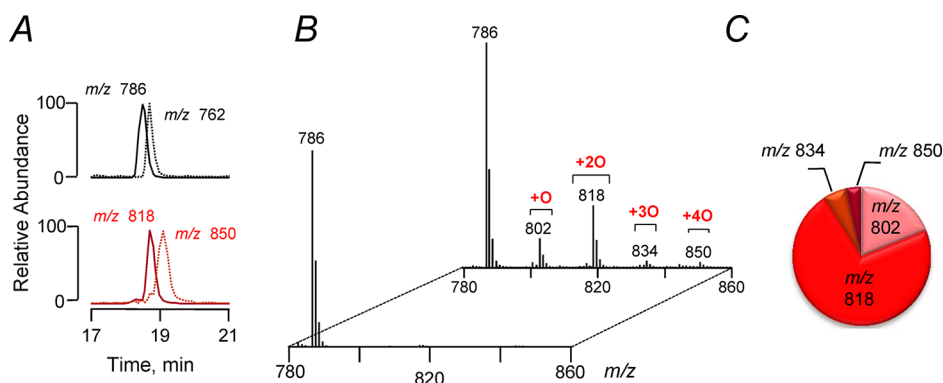 A
Relative Abundance
100
0
m/z 786
m/z 762
100
0
m/z 818
m/z 850
17
19
21
Time, min
B
786
786
+O
802
+2O
818
+3O
834
+4O
850
780
820
860
780
820
860
m/z
C
m/z 834
m/z 850
m/z
802
m/z
818